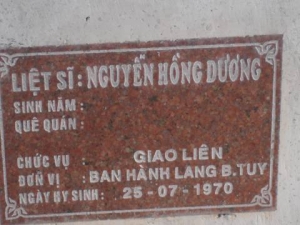 LIỆT SĨ: NGUYỄN HỒNG DƯƠNG
SINH NĂM :
QUÊ QUÁN :
CHỨC VỤ : GIAO LIÊN
ĐƠN VỊ : BAN HÀNH LANG B.TUY
NGÀY HY SINH: 25 - 07 - 1970